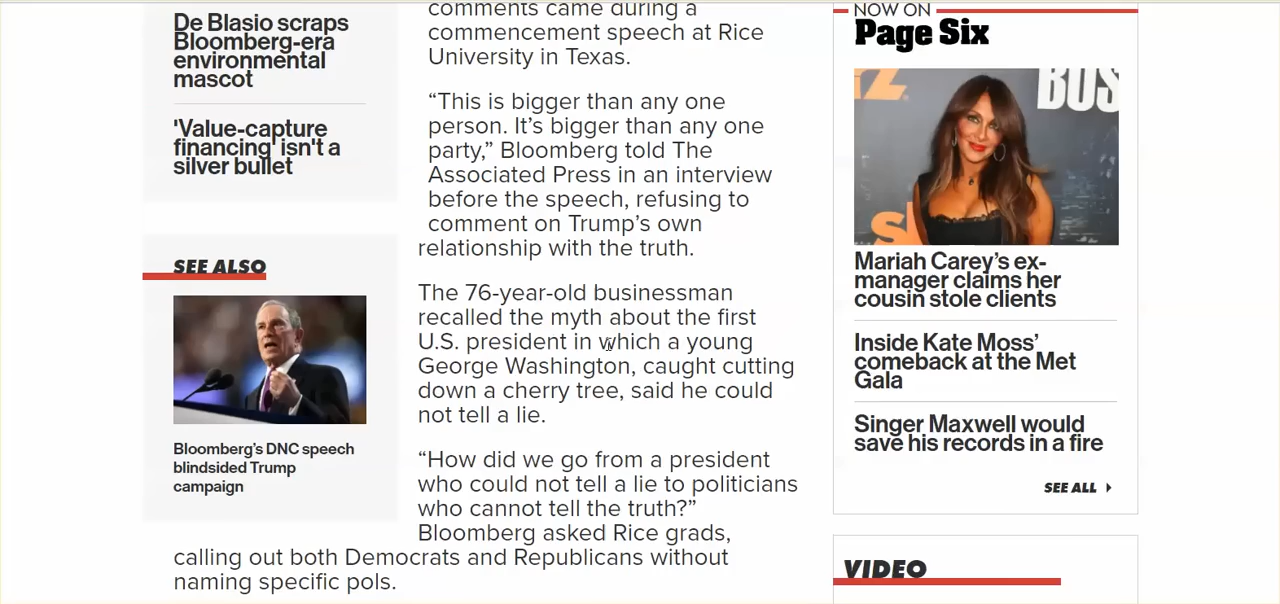 De Blasio scraps
Bloomberg-era
environmental
mascot
'Value-capture
financing' isn't a
silver bullet
SEE ALSO
Bloomberg's DNC speech
blindsided Trump
campaign
comments came during a
commencement speech at Rice
University in Texas.
“This is bigger than any one
person. It’s bigger than any one
party,” Bloomberg told The
Associated Press in an interview
before the speech, refusing to
comment on Trump’s own
relationship with the truth.
The 76-year-old businessman
recalled the myth about the first
U.S. president in which a young
George Washington, caught cutting
down a cherry tree, said he could
not tell a lie.
“How did we go from a president
who could not tell a lie to politicians
who cannot tell the truth?”
Bloomberg asked Rice grads,
calling out both Democrats and Republicans without
naming specific pols.
NOW ON
Page Six
BUS
Mariah Carey’s ex-
manager claims her
cousin stole clients
Inside Kate Moss’
comeback at the Met
Gala
Singer Maxwell would
save his records in a fire
SEE ALL
VIDEO